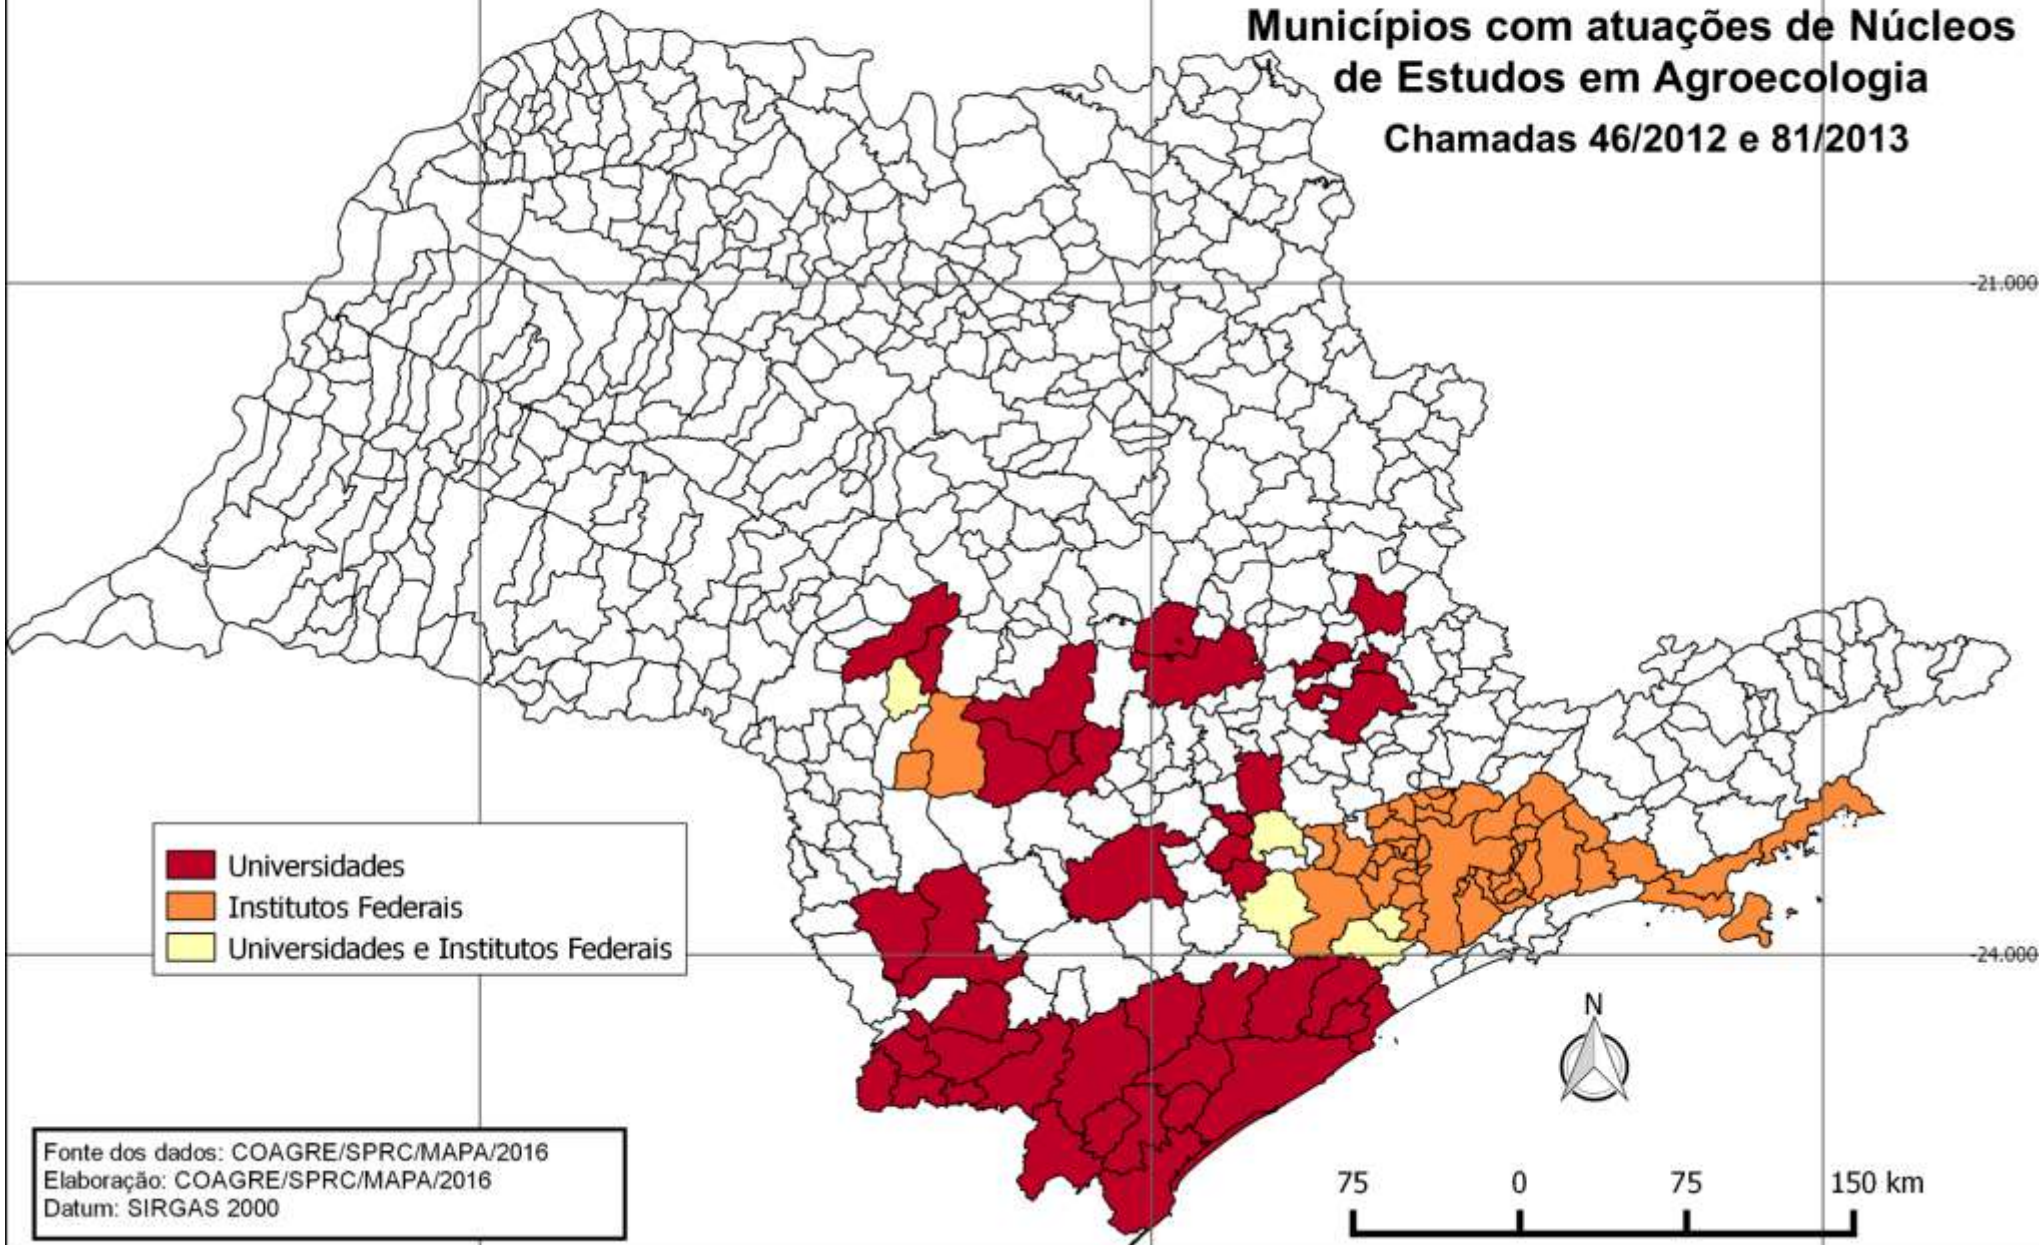 Municípios com atuações de Núcleos
de Estudos em Agroecologia
Chamadas 46/2012 e 81/2013
-21.000
Universidades
Institutos Federais
Universidades e Institutos Federais
-24.000
N
Fonte dos dados: COAGRE/SPRC/MAPA/2016
Elaboração: COAGRE/SPRC/MAPA/2016
Datum: SIRGAS 2000
75 0 75 150 km